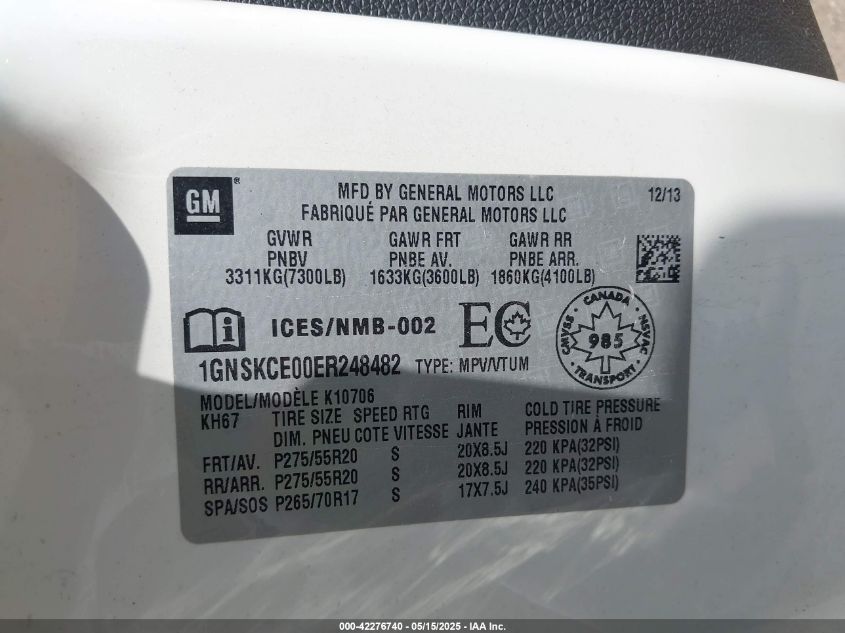 GM ®
MFD BY GENERAL MOTORS LLC
12/13
FABRIQUÉ PAR GENERAL MOTORS LLC
GVWR GAWR FRT GAWR RR
PNBV PNBE AV. PNBE ARR.
3311KG(7300LB) 1633KG(3600LB) 1860KG(4100LB)
i ICES/NMB-002 EC
CANADA
CMVSS 985 NSVAC
TRANSPORT
1GNSKCE00ER248482 TYPE: MPV/VTUM
MODEL/MODÈLE K10706
KH67 TIRE SIZE SPEED RTG RIM COLD TIRE PRESSURE
DIM. PNEU COTE VITESSE JANTE PRESSION À FROID
FRT/AV. P275/55R20 S 20X8.5J 220 KPA(32PSI)
RR/ARR. P275/55R20 S 20X8.5J 220 KPA(32PSI)
SPA/SOS P265/70R17 S 17X7.5J 240 KPA(35PSI)
000-42276740 - 05/15/2025 - IAA Inc.